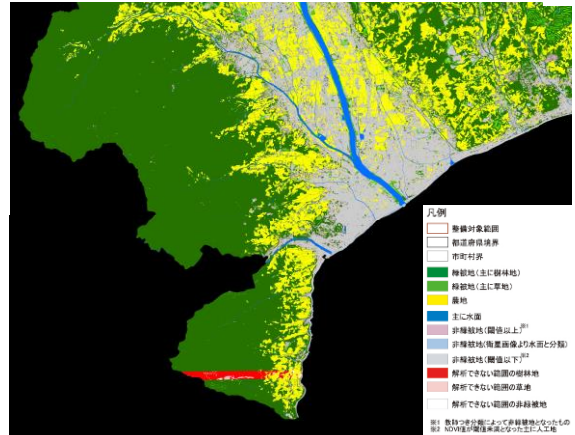 凡例
整備対象範囲
都道府県境界
市町村界
緑被地(主に樹林地)
緑被地(主に草地)
農地
主に水面
非緑被地(閾値以上)※1
非緑被地(衛星画像より水面と分類)
非緑被地(閾値以下)※2
解析できない範囲の樹林地
解析できない範囲の草地
解析できない範囲の非緑被地
※1 教師つき分類によって非緑被地となったもの
※2 NDVI値が閾値未満となった主に人工地